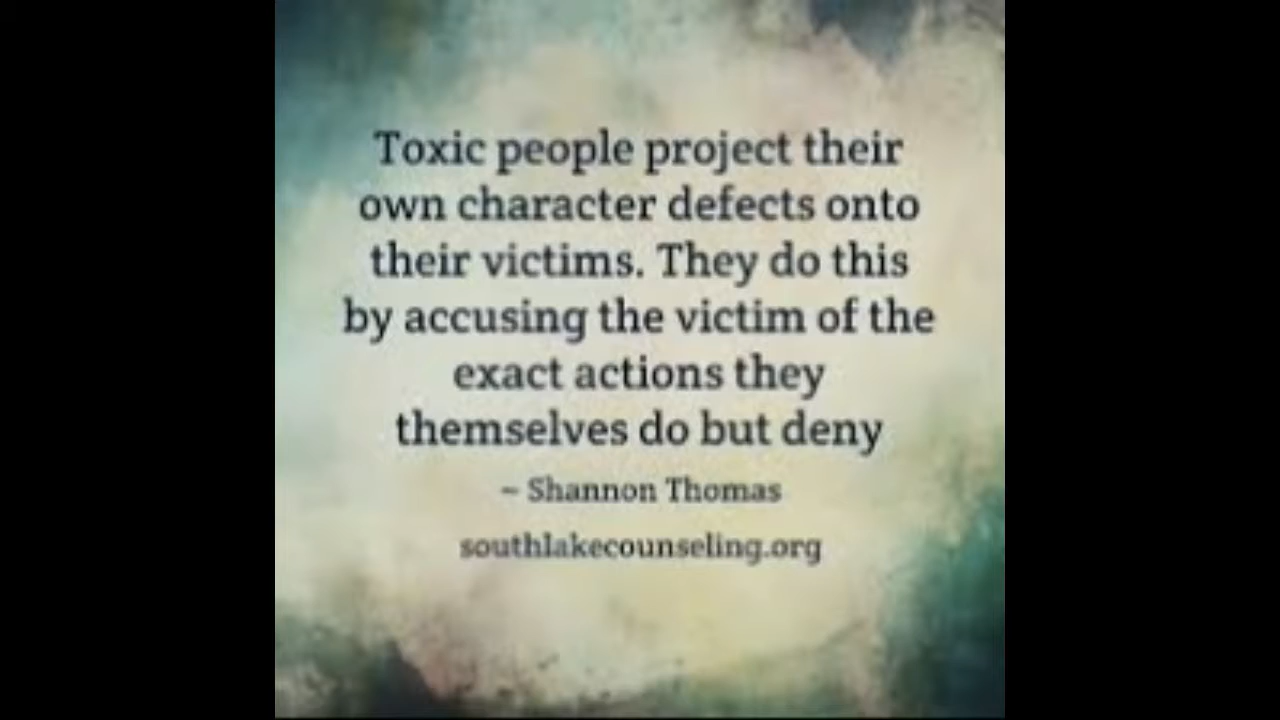 Toxic people project their
own character defects onto
their victims. They do this
by accusing the victim of the
exact actions they
themselves do but deny
~ Shannon Thomas
southlakecounseling.org